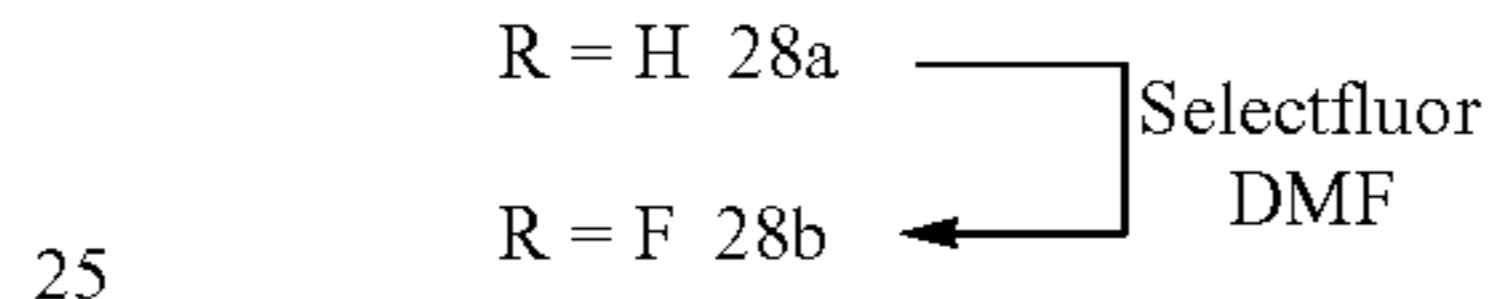 R = H 28a
Selectfluor
DMF
R = F 28b
25